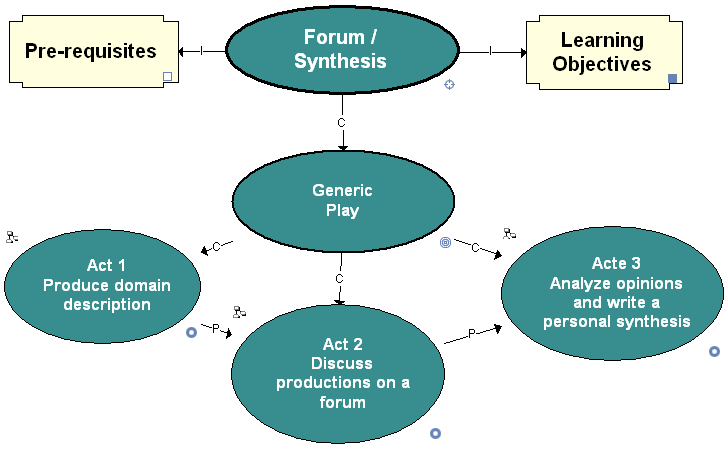 Pre-requisites
I
Forum /
Synthesis
I
Learning
Objectives
C
Generic
Play
C
C
C
Act 1
Produce domain
description
Acte 3
Analyze opinions
and write a
personal synthesis
P
P
Act 2
Discuss
productions on a
forum